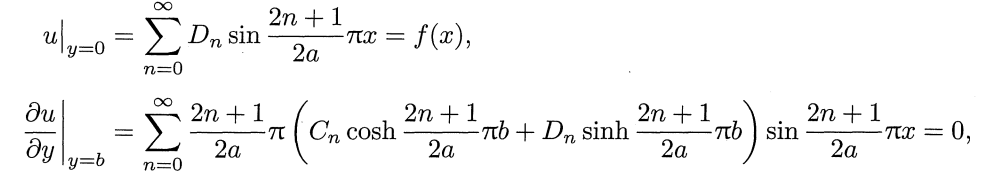 $u\big|_{y=0} = \sum_{n=0}^{\infty} D_n \sin \frac{2n+1}{2a} \pi x = f(x),$
$\frac{\partial u}{\partial y}\bigg|_{y=b} = \sum_{n=0}^{\infty} \frac{2n+1}{2a} \pi \left( C_n \cosh \frac{2n+1}{2a} \pi b + D_n \sinh \frac{2n+1}{2a} \pi b \right) \sin \frac{2n+1}{2a} \pi x = 0,$